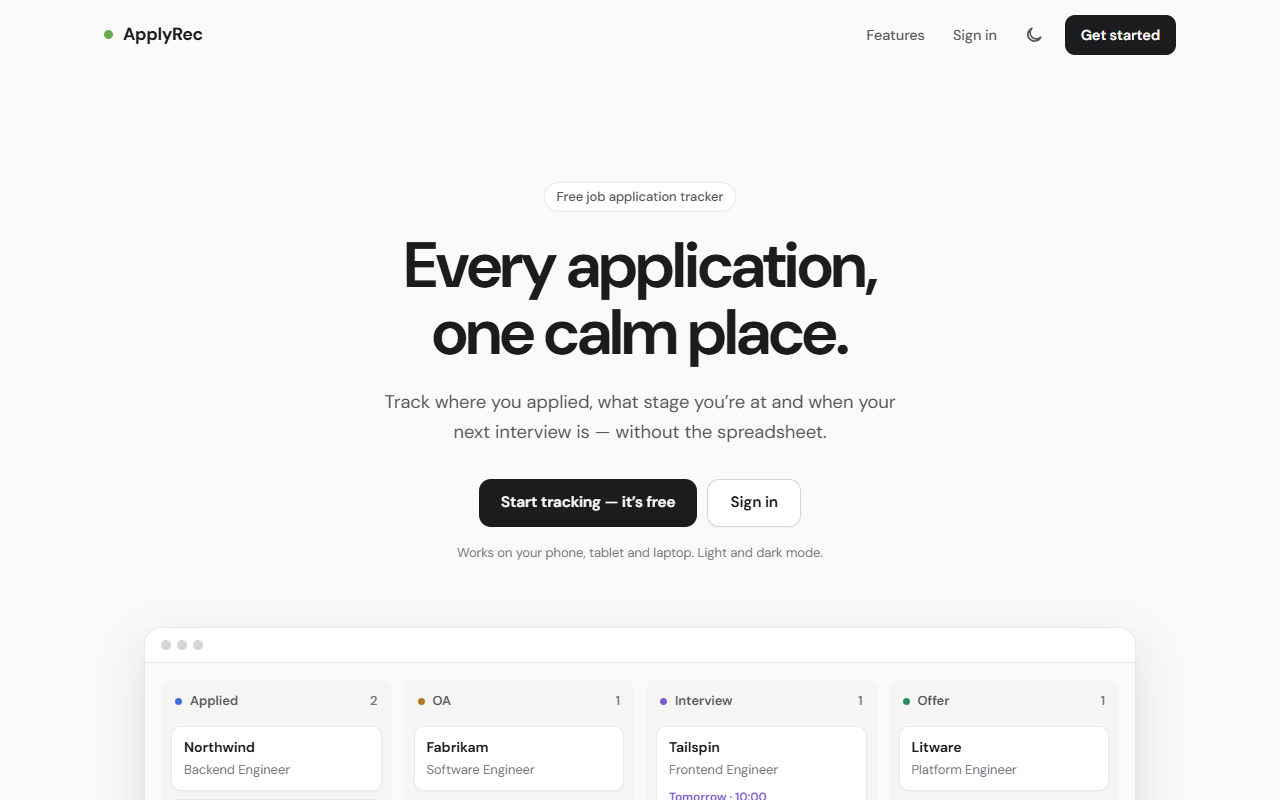 ApplyRec
Features
Sign in
Get started
Free job application tracker
Every application,
one calm place.
Track where you applied, what stage you’re at and when your
next interview is — without the spreadsheet.
Start tracking — it’s free
Sign in
Works on your phone, tablet and laptop. Light and dark mode.
Applied 2
Northwind
Backend Engineer
OA 1
Fabrikam
Software Engineer
Interview 1
Tailspin
Frontend Engineer
Tomorrow · 10:00
Offer 1
Litware
Platform Engineer